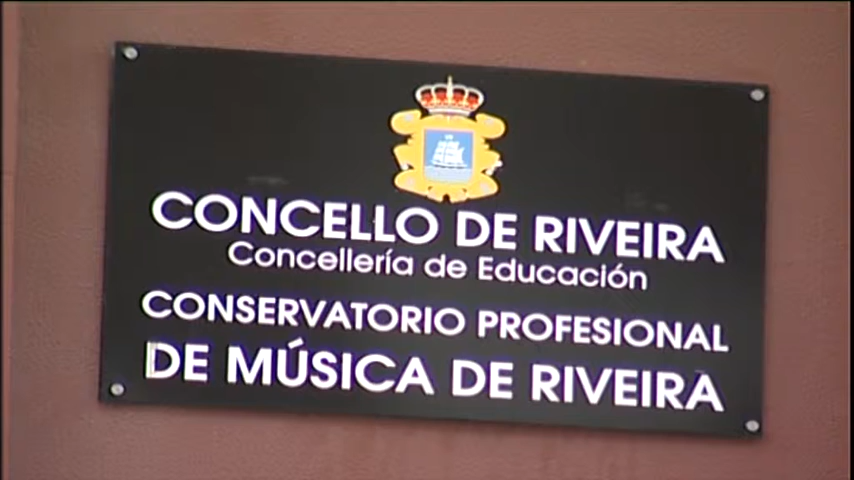 CONCELLO DE RIVEIRA
Concellería de Educación
CONSERVATORIO PROFESIONAL
DE MÚSICA DE RIVEIRA